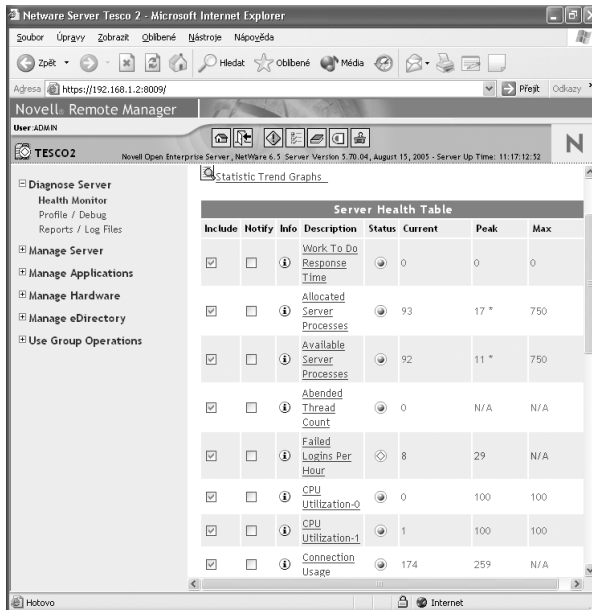 Netware Server Tesco 2 - Microsoft Internet Explorer
Soubor Úpravy Zobrazit Oblíbené Nástroje Nápověda
Zpět Hledat Oblíbené Média
Adresa https://192.168.1.2:8009/ Přejít Odkazy
Novell® Remote Manager
User:ADMIN
TESCO2
Novell Open Enterprise Server, NetWare 6.5 Server Version 5.70.04, August 15, 2005 - Server Up Time: 11:17:12:52
N
Diagnose Server
Health Monitor
Profile / Debug
Reports / Log Files
Manage Server
Manage Applications
Manage Hardware
Manage eDirectory
Use Group Operations
Statistic Trend Graphs
Server Health Table
Include Notify Info Description Status Current Peak Max
Work To Do
Response
Time
0 0 0
Allocated
Server
Processes
93 17 * 750
Available
Server
Processes
92 11 * 750
Abended
Thread
Count
0 N/A N/A
Failed
Logins Per
Hour
8 29 N/A
CPU
Utilization-0
0 100 100
CPU
Utilization-1
1 100 100
Connection
Usage
174 259 N/A
Hotovo Internet